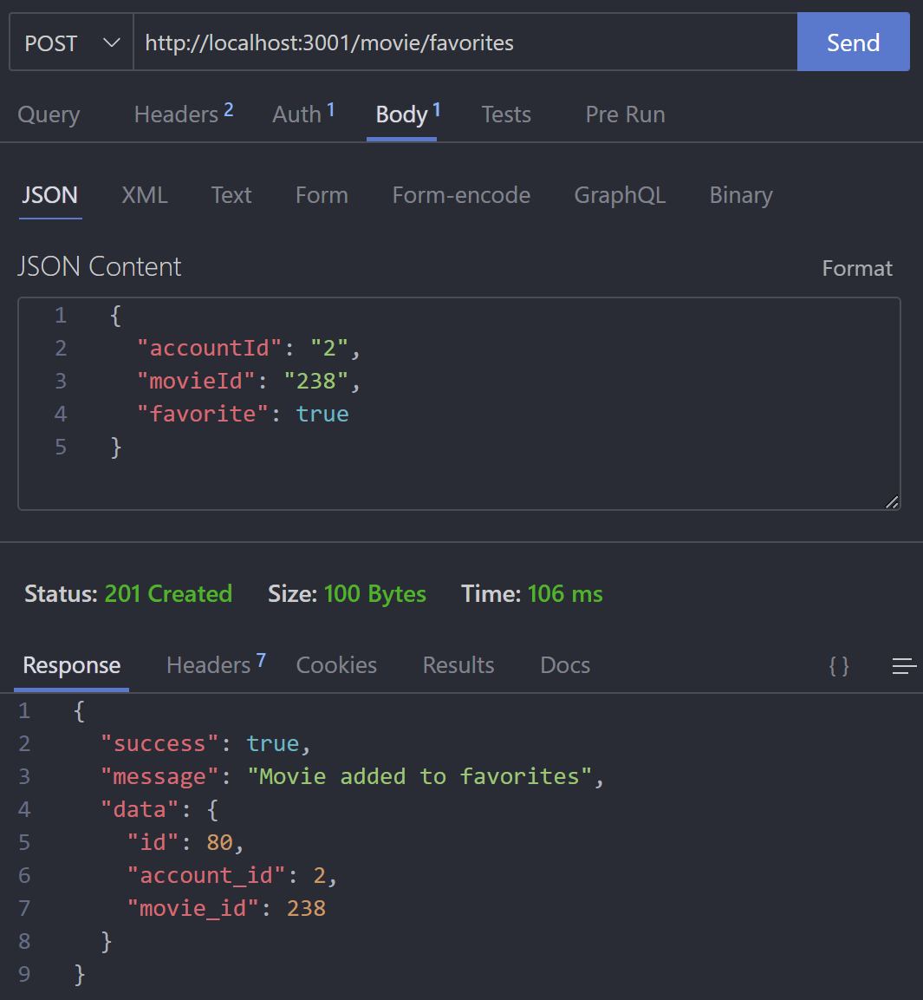 POST http://localhost:3001/movie/favorites Send
Query Headers 2 Auth 1 Body 1 Tests Pre Run
JSON XML Text Form Form-encode GraphQL Binary
JSON Content Format
1 {
2 "accountId": "2",
3 "movieId": "238",
4 "favorite": true
5 }
Status: 201 Created Size: 100 Bytes Time: 106 ms
Response Headers 7 Cookies Results Docs { }
1 {
2 "success": true,
3 "message": "Movie added to favorites",
4 "data": {
5 "id": 80,
6 "account_id": 2,
7 "movie_id": 238
8 }
9 }